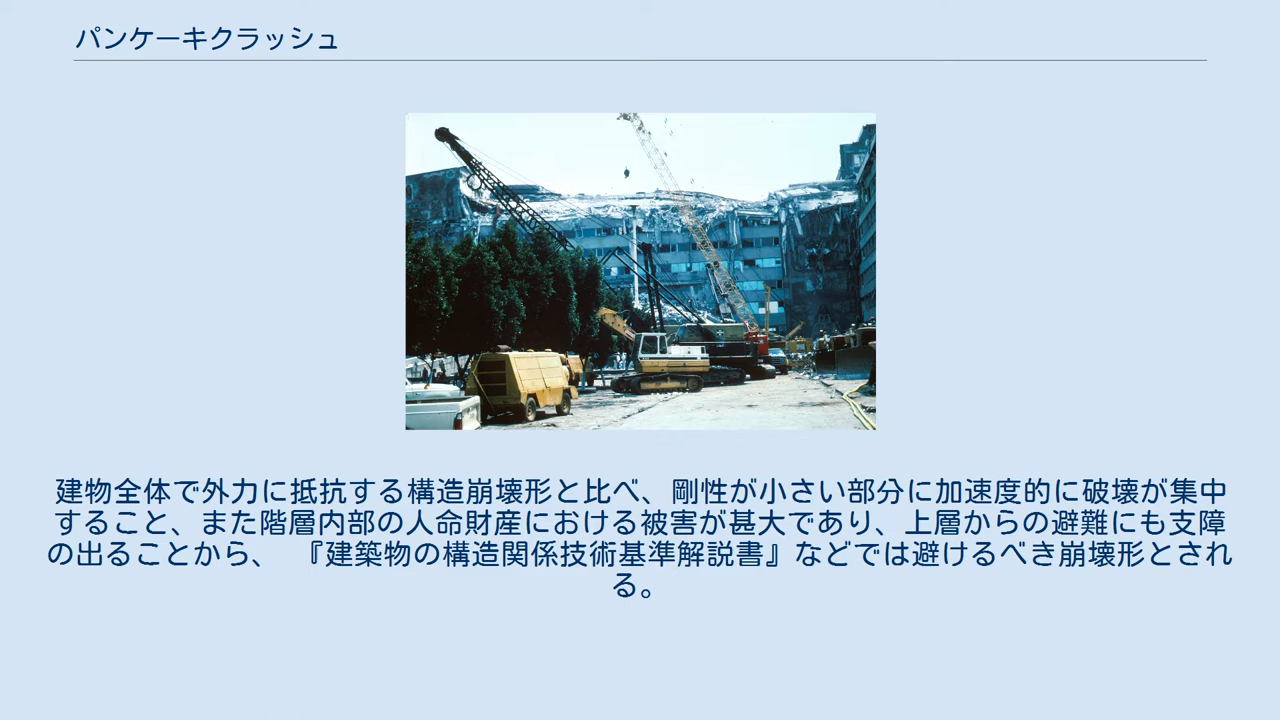 パンケーキクラッシュ
建物全体で外力に抵抗する構造崩壊形と比べ、剛性が小さい部分に加速度的に破壊が集中
すること、また階層内部の人命財産における被害が甚大であり、上層からの避難にも支障
の出ることから、　『建築物の構造関係技術基準解説書』などでは避けるべき崩壊形とされ
る。